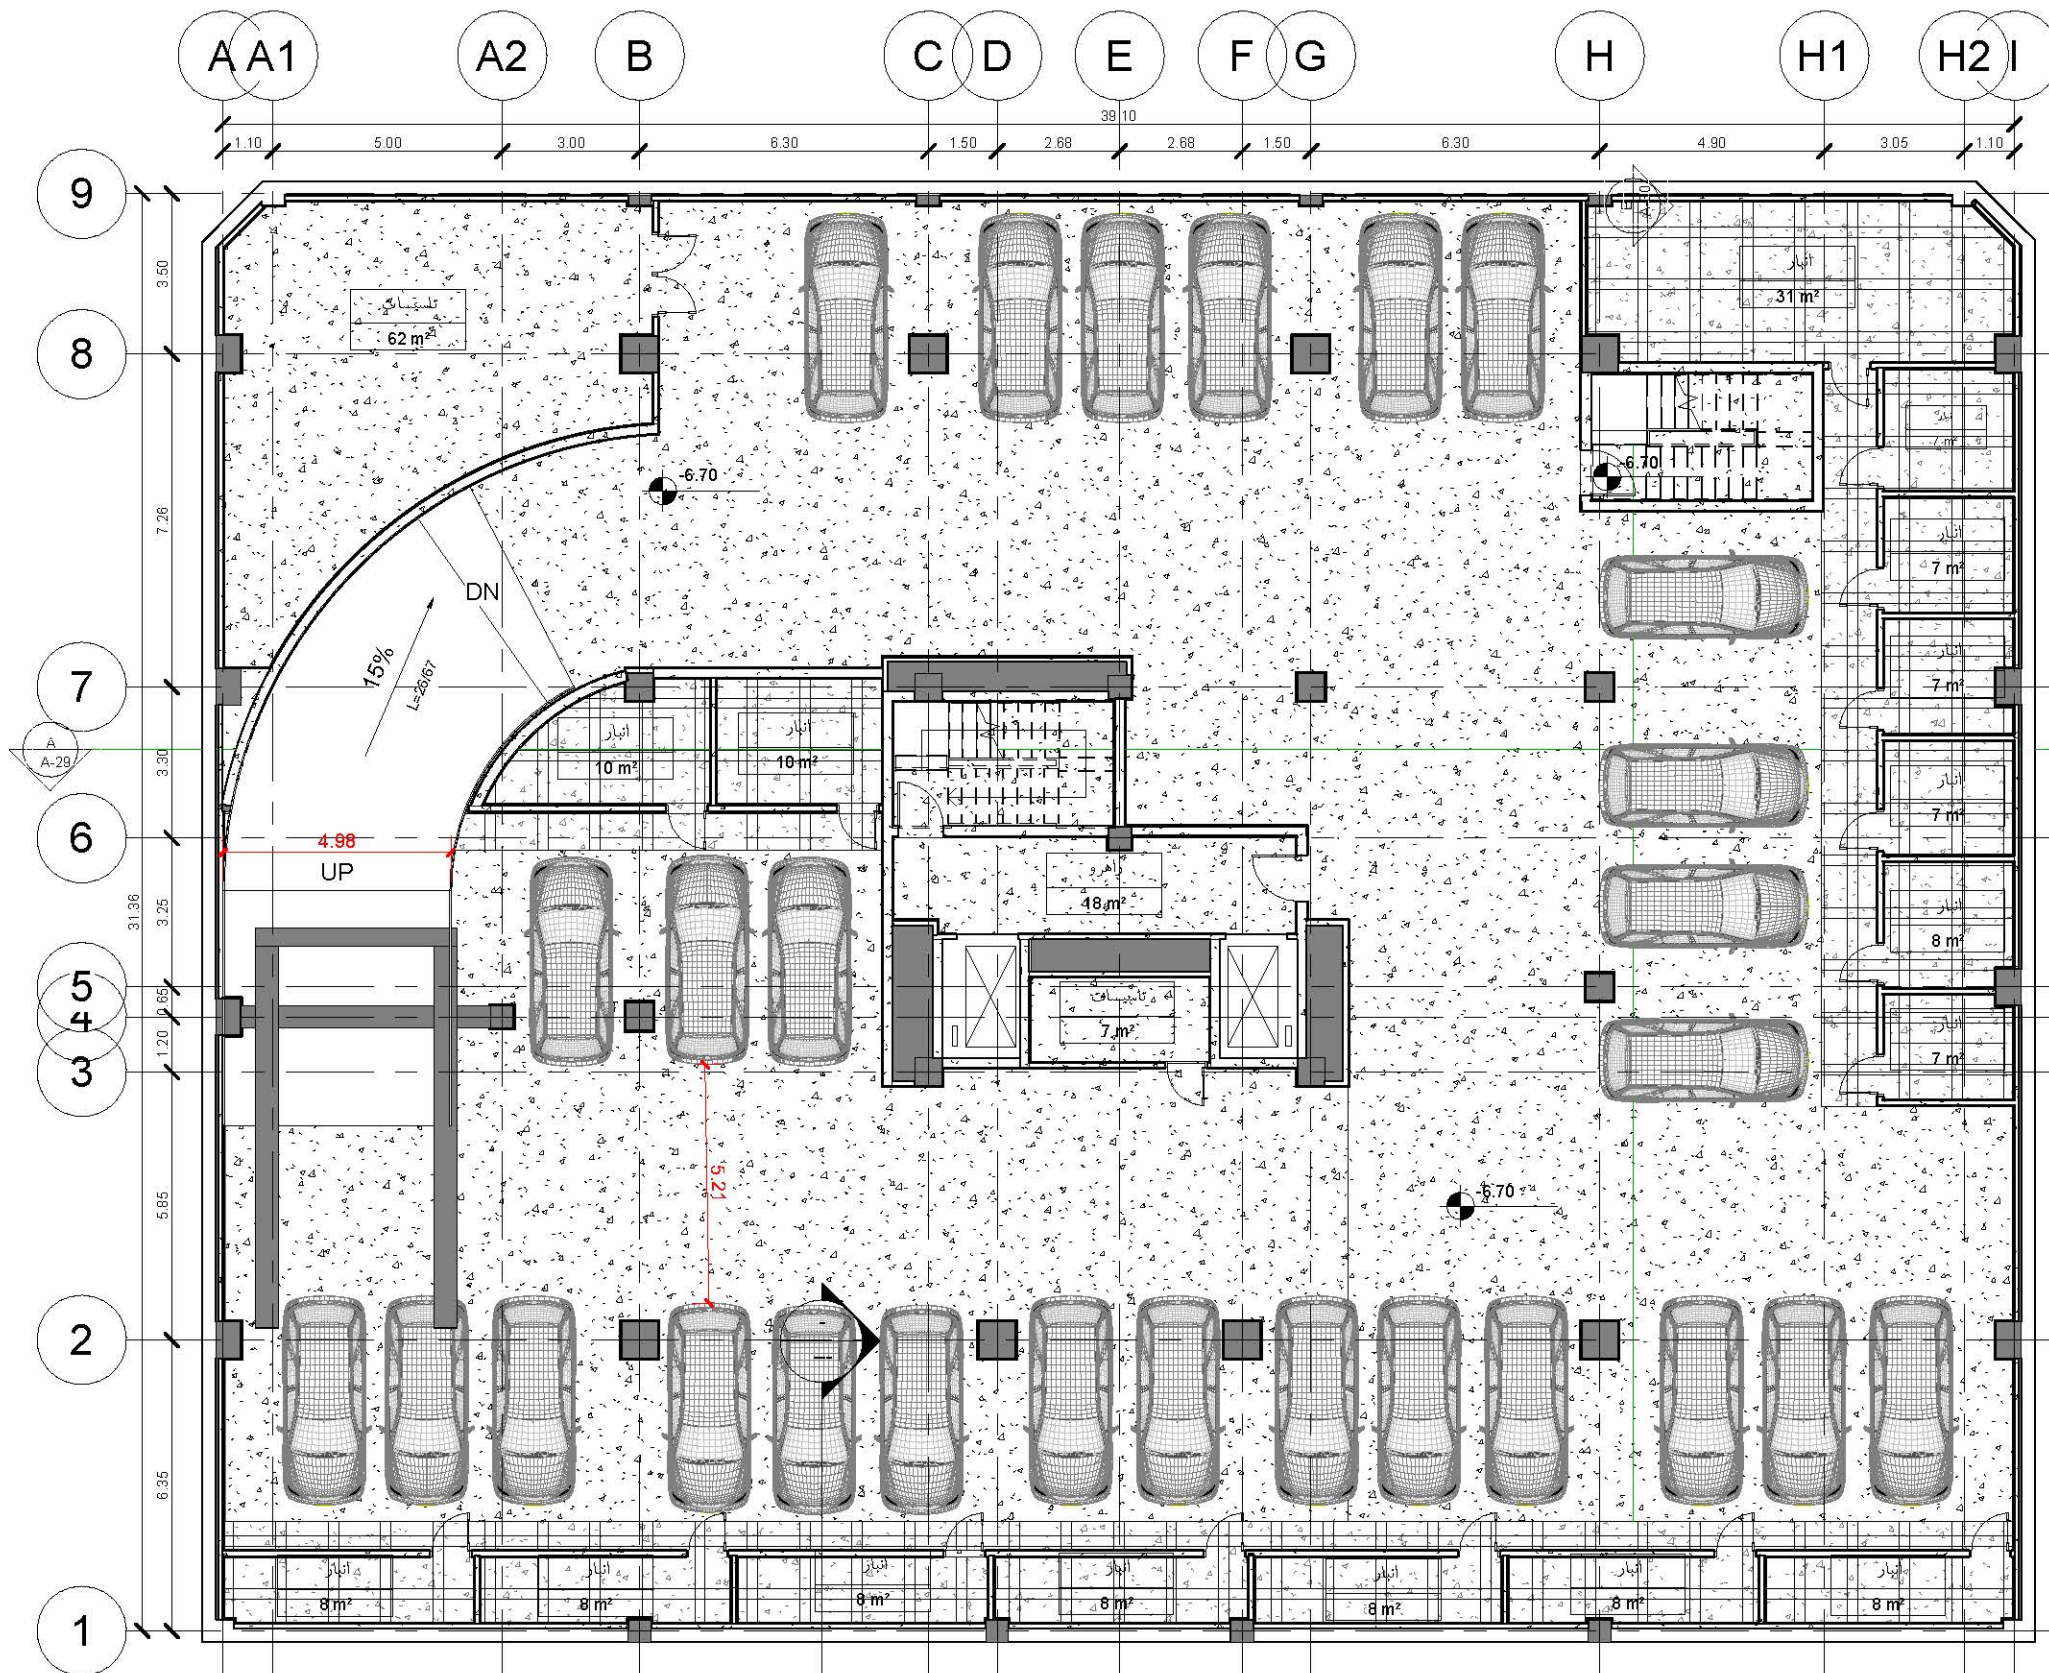 A A1 A2 B C D E F G H H1 H2 I
39.10
1.10 5.00 3.00 6.30 1.50 2.68 2.68 1.50 6.30 4.90 3.05 1.10
9
8
7
6
5
4
3
2
1
3.50
7.26
3.30
31.36
3.25
0.65
1.20
5.85
6.35
تاسیساتی
62 m²
انبار
31 m²
-6.70
-6.70
انبار
7 m²
انبار
7 m²
DN
15%
L=26/67
انبار
7 m²
A
A-29
انبار
10 m²
انبار
10 m²
انبار
7 m²
4.98
UP
راهرو
48 m²
انبار
8 m²
تاسیسات
7 m²
انبار
7 m²
5.21
-6.70
انبار
8 m²
انبار
8 m²
انبار
8 m²
انبار
8 m²
انبار
8 m²
انبار
8 m²
انبار
8 m²